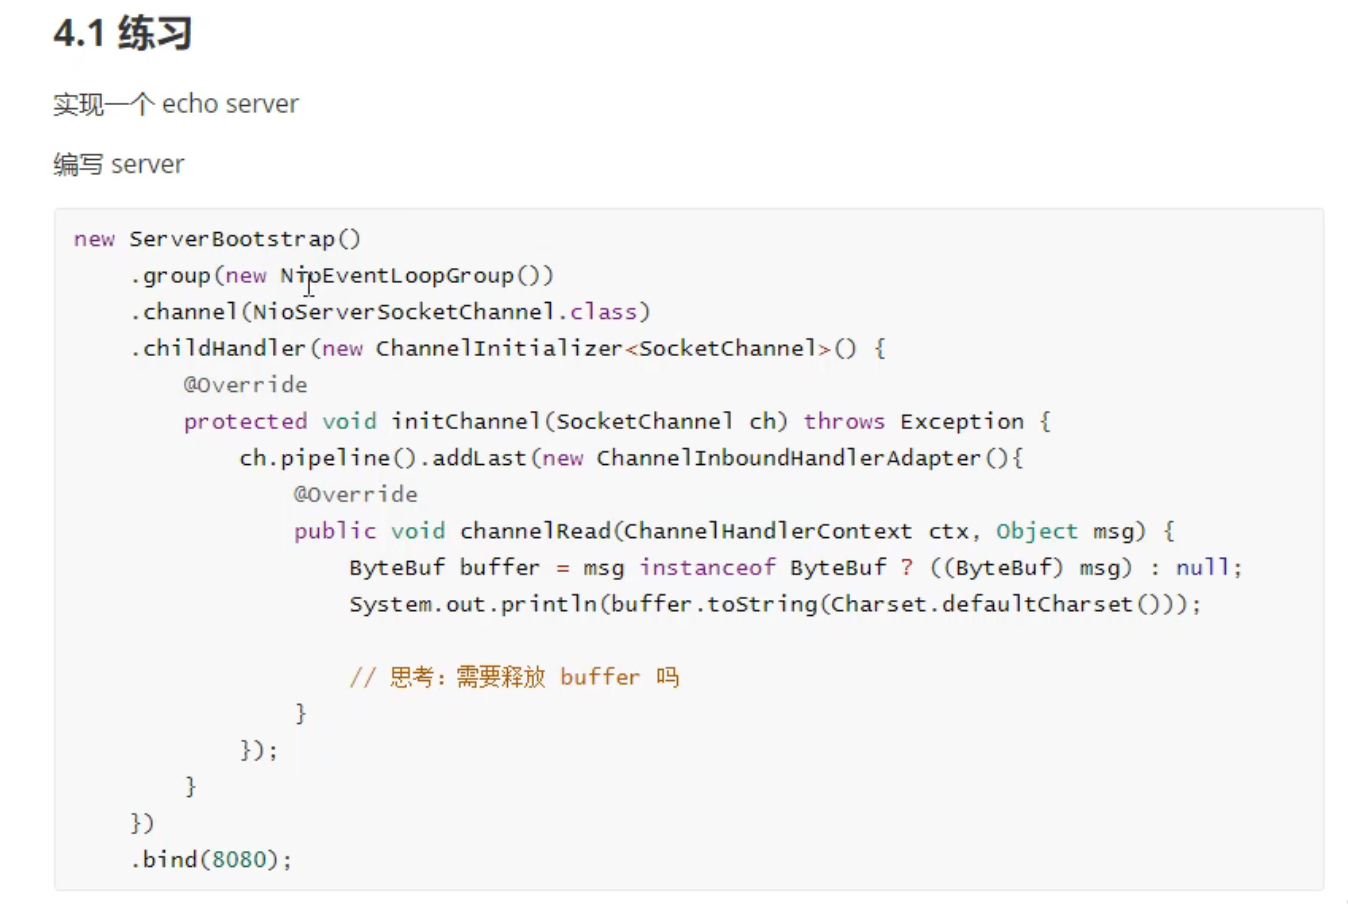 4.1 练习
实现一个 echo server
编写 server
new ServerBootstrap()
    .group(new NioEventLoopGroup())
    .channel(NioServerSocketChannel.class)
    .childHandler(new ChannelInitializer<SocketChannel>() {
        @Override
        protected void initChannel(SocketChannel ch) throws Exception {
            ch.pipeline().addLast(new ChannelInboundHandlerAdapter(){
                @Override
                public void channelRead(ChannelHandlerContext ctx, Object msg) {
                    ByteBuf buffer = msg instanceof ByteBuf ? ((ByteBuf) msg) : null;
                    System.out.println(buffer.toString(Charset.defaultCharset()));
                    // 思考：需要释放 buffer 吗
                }
            });
        }
    })
    .bind(8080);